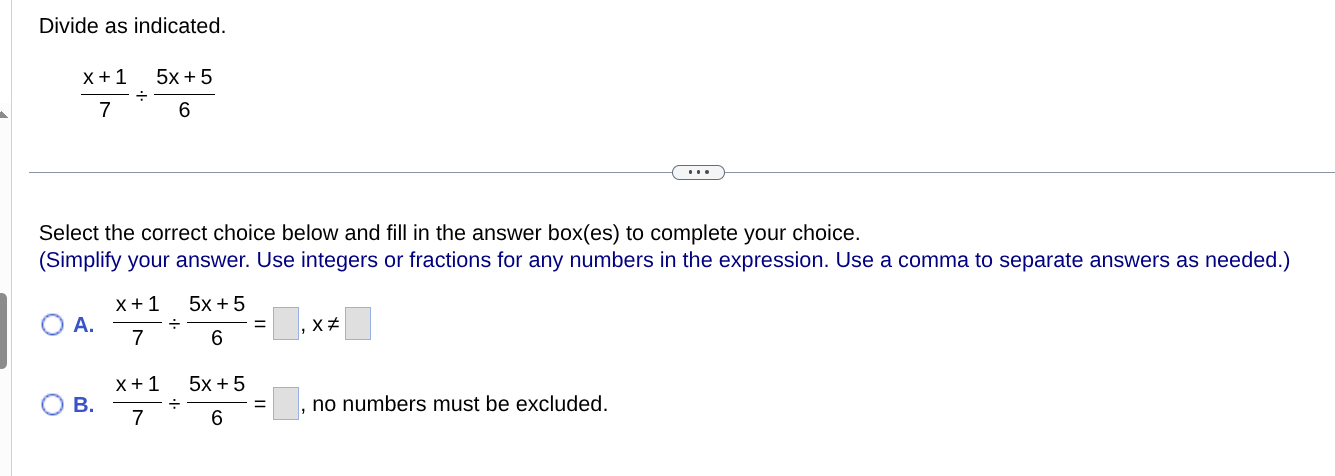 Divide as indicated.
x + 1 / 7 ÷ 5x + 5 / 6
Select the correct choice below and fill in the answer box(es) to complete your choice.
(Simplify your answer. Use integers or fractions for any numbers in the expression. Use a comma to separate answers as needed.)
A. x + 1 / 7 ÷ 5x + 5 / 6 = , x ≠
B. x + 1 / 7 ÷ 5x + 5 / 6 = , no numbers must be excluded.